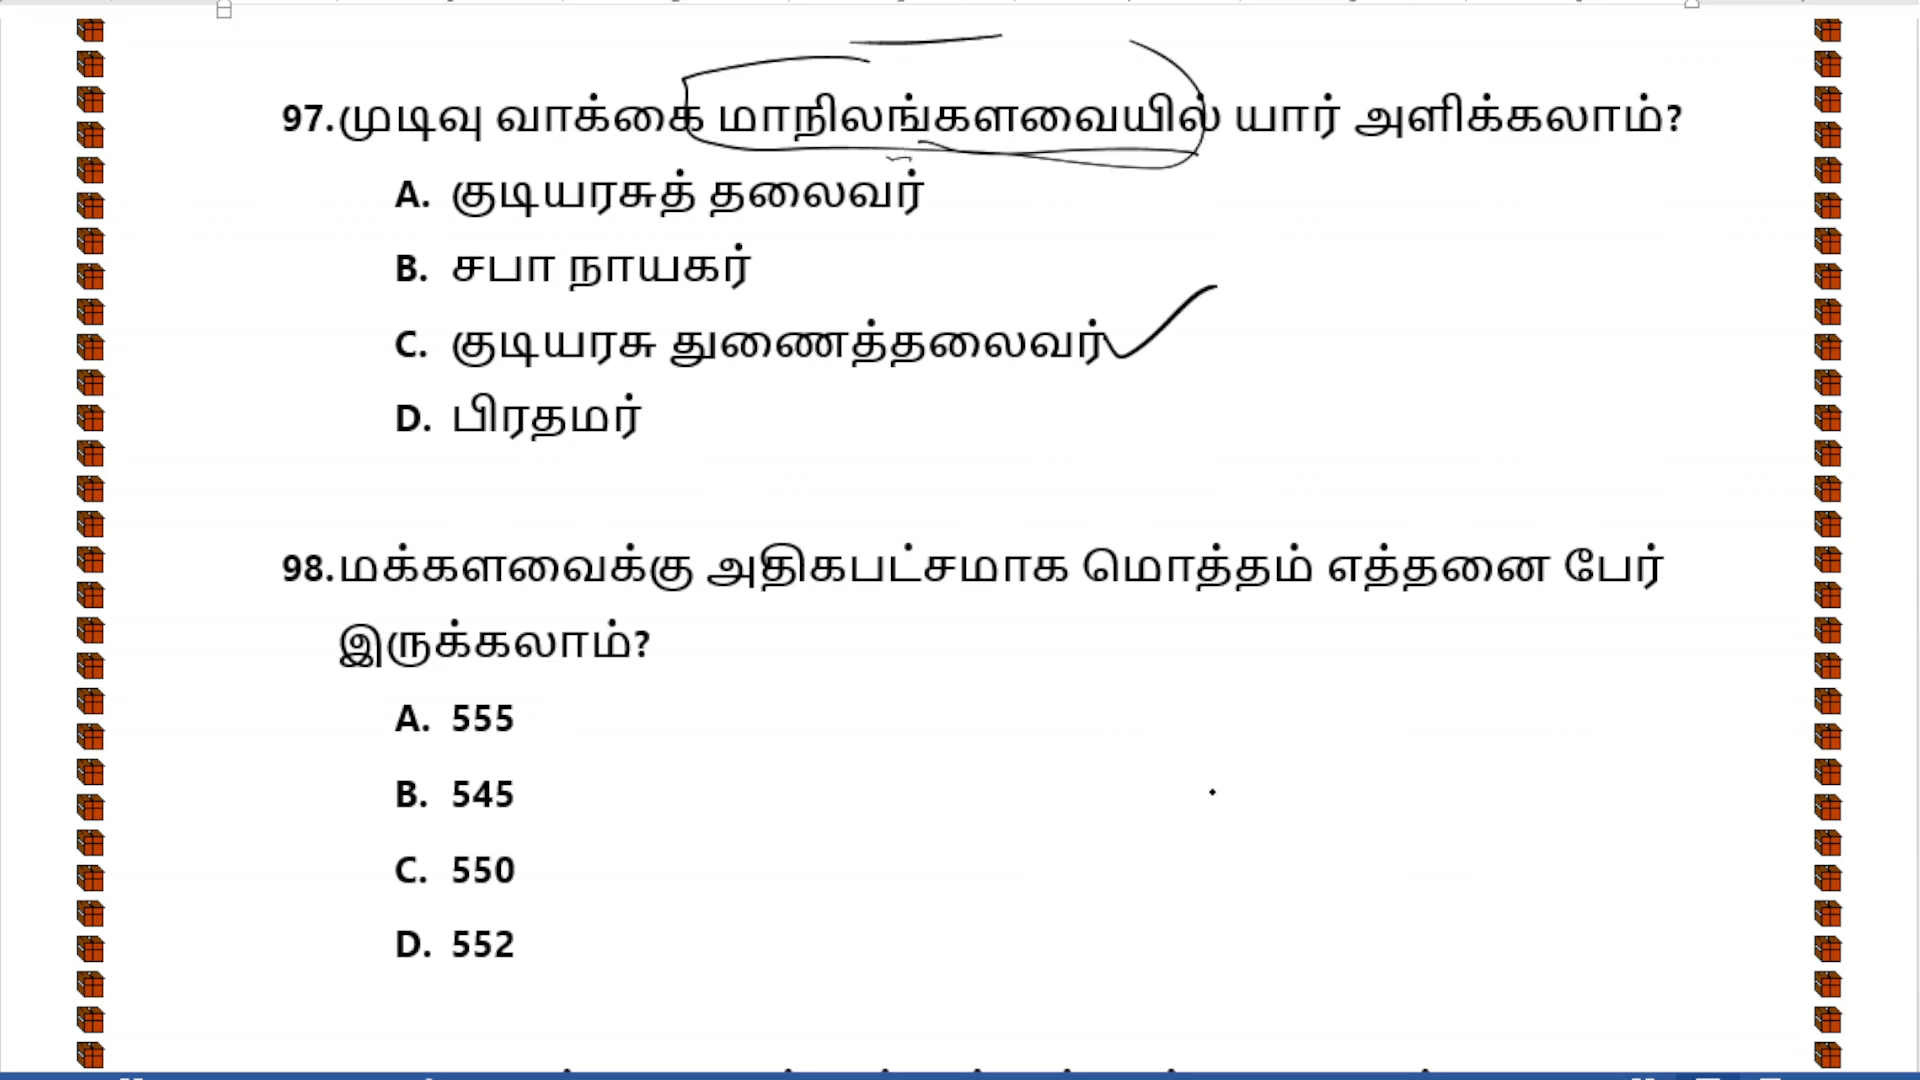 97. முடிவு வாக்கை மாநிலங்களவையில் யார் அளிக்கலாம்?
A. குடியரசுத் தலைவர்
B. சபா நாயகர்
C. குடியரசு துணைத்தலைவர்
D. பிரதமர்
98. மக்களவைக்கு அதிகபட்சமாக மொத்தம் எத்தனை பேர்
இருக்கலாம்?
A. 555
B. 545
C. 550
D. 552